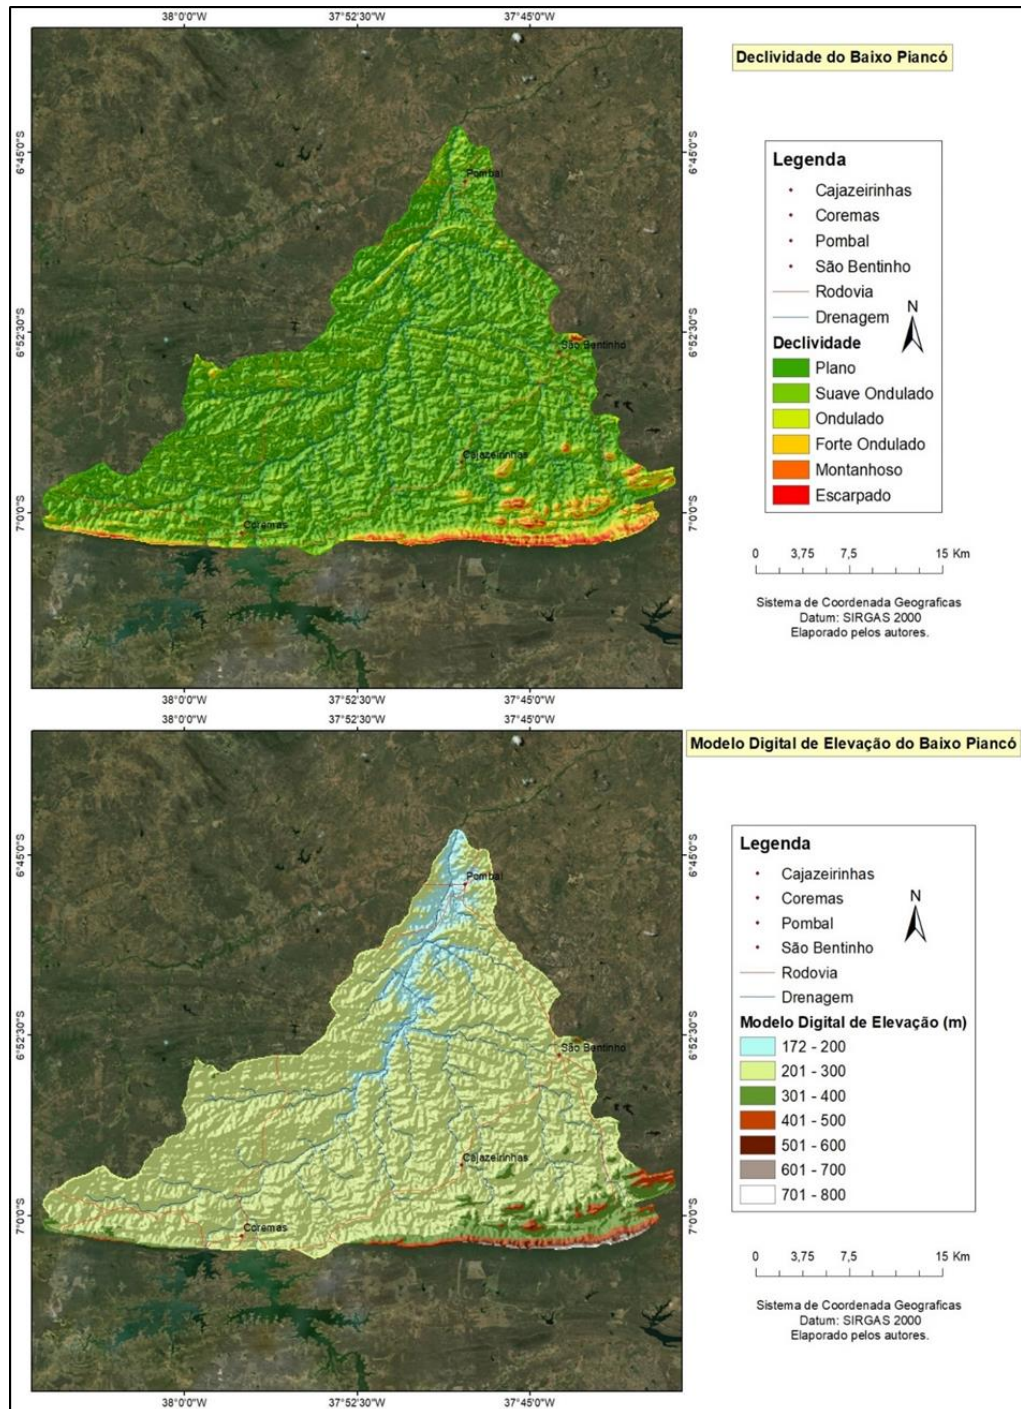 38°0'0"W
37°52'30"W
37°45'0"W
Declividade do Baixo Piancó
6°45'0"S
6°45'0"S
Pombal
Legenda
Cajazeirinhas
Coremas
Pombal
São Bentinho
Rodovia
Drenagem
N
Declividade
Plano
Suave Ondulado
Ondulado
Forte Ondulado
Montanhoso
Escarpado
6°52'30"S
6°52'30"S
São Bentinho
Cajazeirinhas
7°0'0"S
7°0'0"S
Coremas
0 3,75 7,5 15 Km
Sistema de Coordenada Geograficas
Datum: SIRGAS 2000
Elaporado pelos autores.
38°0'0"W
37°52'30"W
37°45'0"W
38°0'0"W
37°52'30"W
37°45'0"W
Modelo Digital de Elevação do Baixo Piancó
6°45'0"S
6°45'0"S
Pombal
Legenda
Cajazeirinhas
Coremas
Pombal
São Bentinho
Rodovia
Drenagem
N
Modelo Digital de Elevação (m)
172 - 200
201 - 300
301 - 400
401 - 500
501 - 600
601 - 700
701 - 800
6°52'30"S
6°52'30"S
São Bentinho
Cajazeirinhas
7°0'0"S
7°0'0"S
Coremas
0 3,75 7,5 15 Km
Sistema de Coordenada Geograficas
Datum: SIRGAS 2000
Elaporado pelos autores.
38°0'0"W
37°52'30"W
37°45'0"W